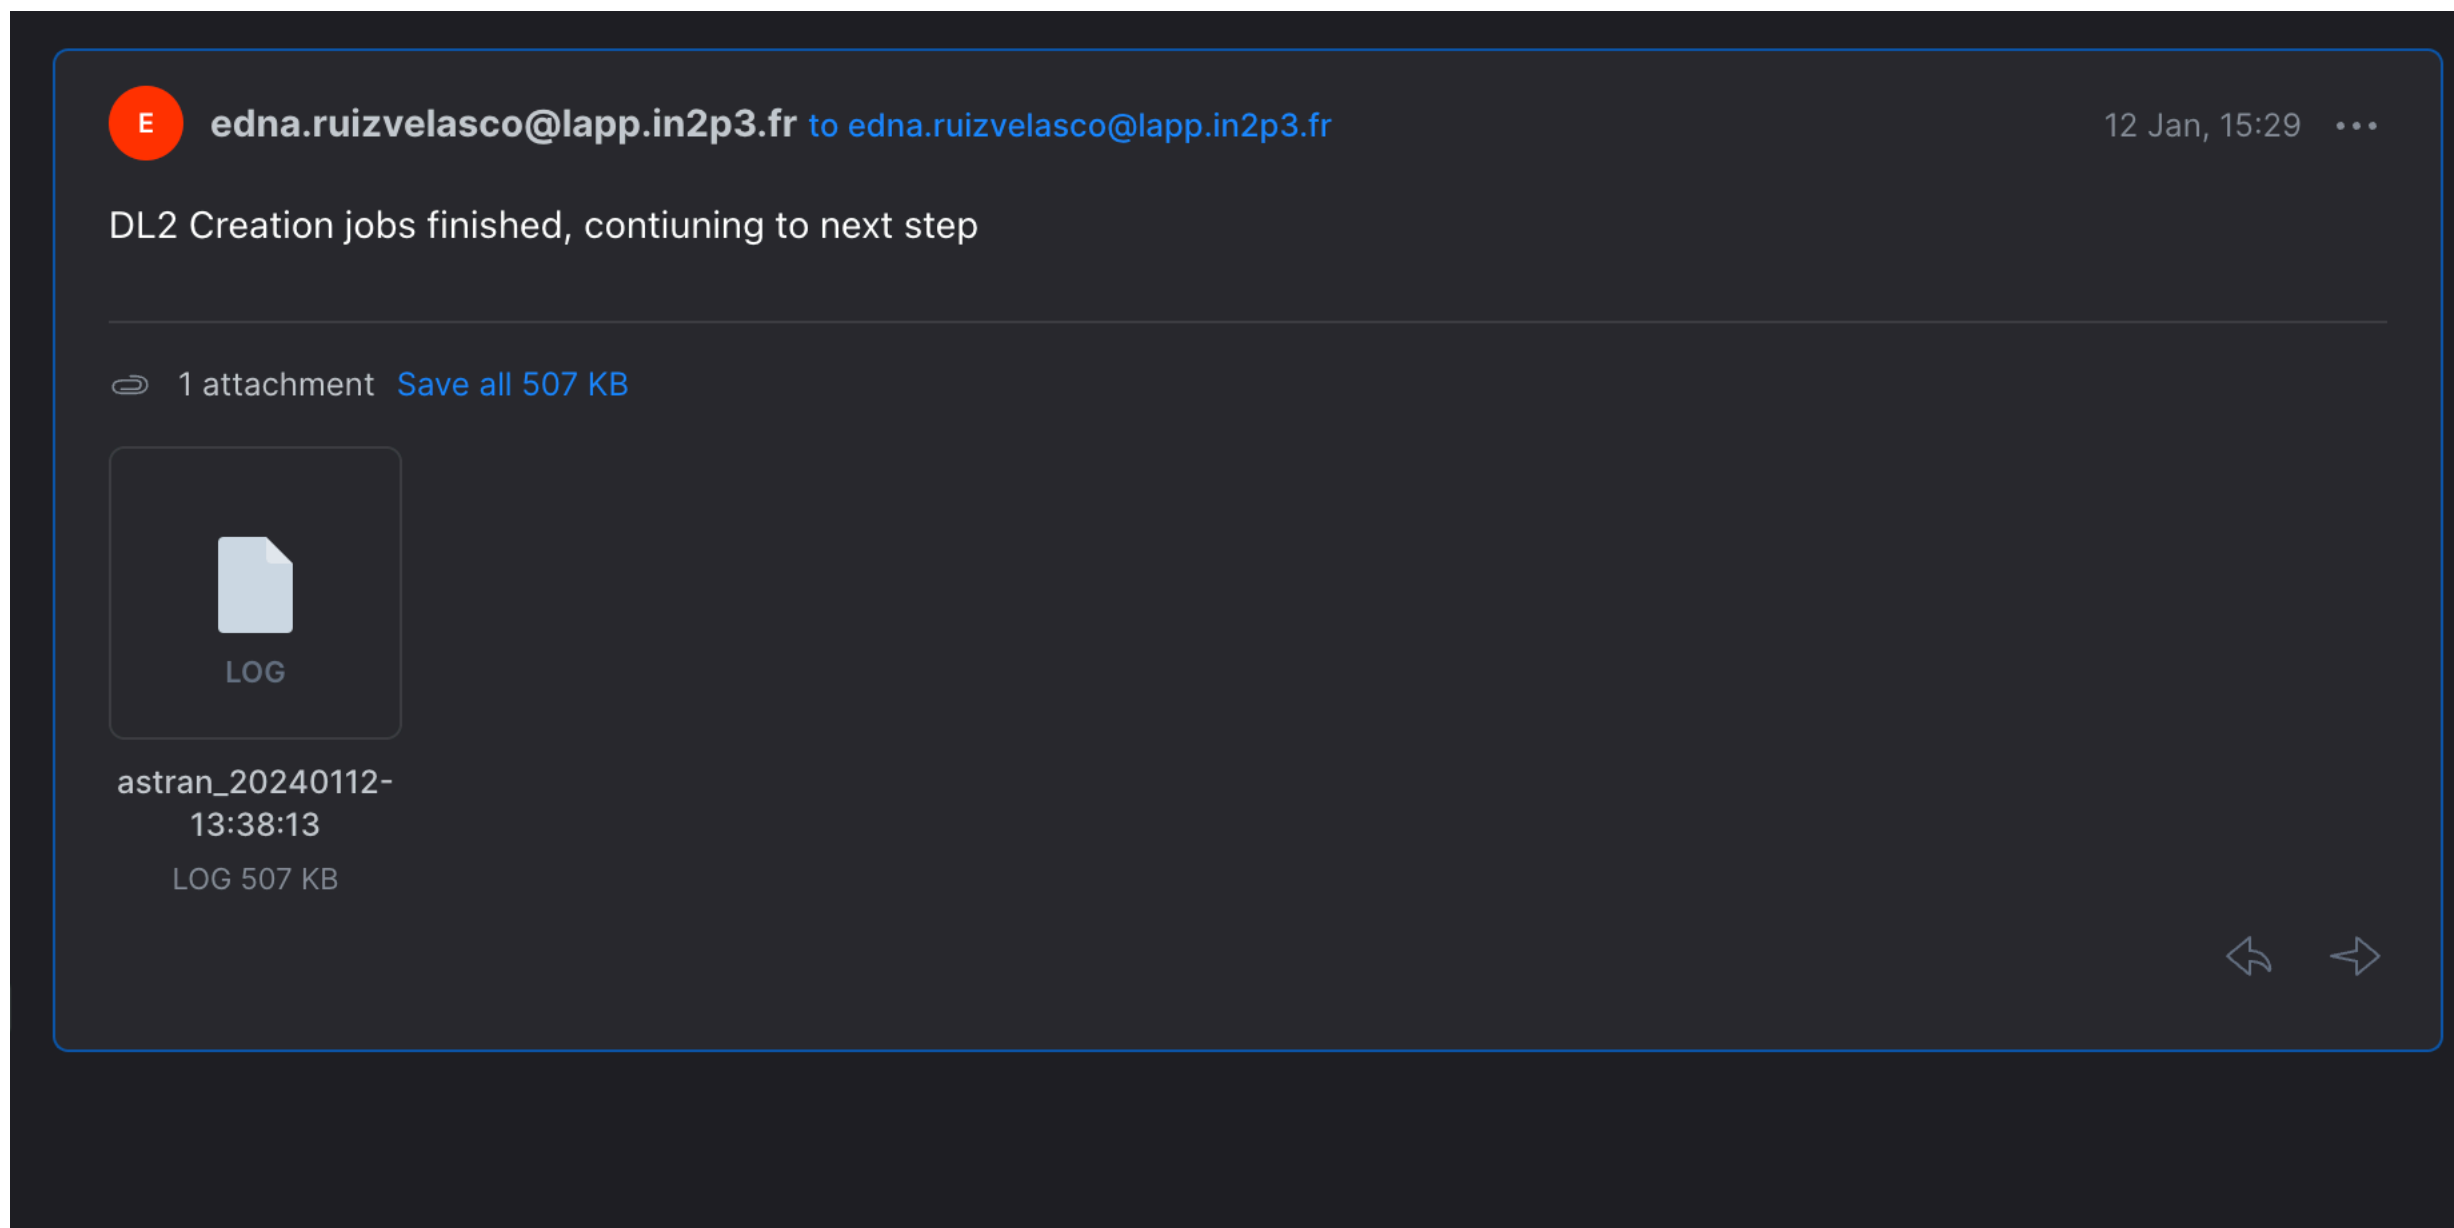 E
edna.ruizvelasco@lapp.in2p3.fr to edna.ruizvelasco@lapp.in2p3.fr 12 Jan, 15:29
DL2 Creation jobs finished, contiuning to next step
1 attachment Save all 507 KB
LOG
astran_20240112-
13:38:13
LOG 507 KB